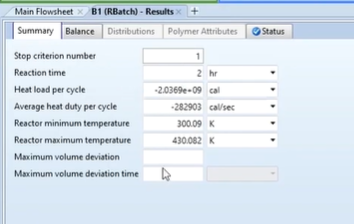 Main Flowsheet × B1 (RBatch) - Results × +
Summary Balance Distributions Polymer Attributes Status
Stop criterion number 1
Reaction time 2 hr
Heat load per cycle -2.0369e+09 cal
Average heat duty per cycle -282903 cal/sec
Reactor minimum temperature 300.09 K
Reactor maximum temperature 430.082 K
Maximum volume deviation
Maximum volume deviation time